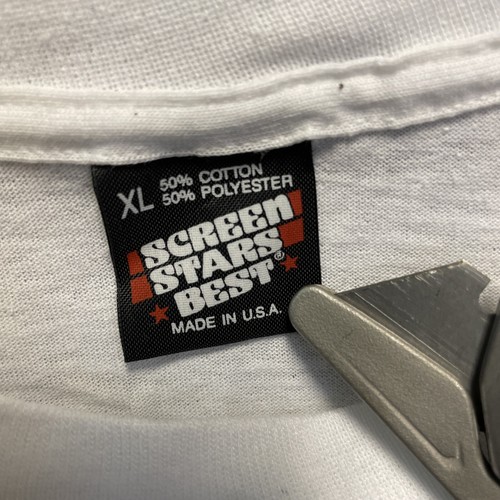 XL 50% COTTON
50% POLYESTER
SCREEN
STARS
BEST®
MADE IN U.S.A.